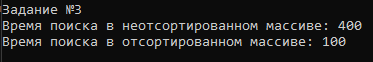 Задание №3
Время поиска в неотсортированном массиве: 400
Время поиска в отсортированном массиве: 100